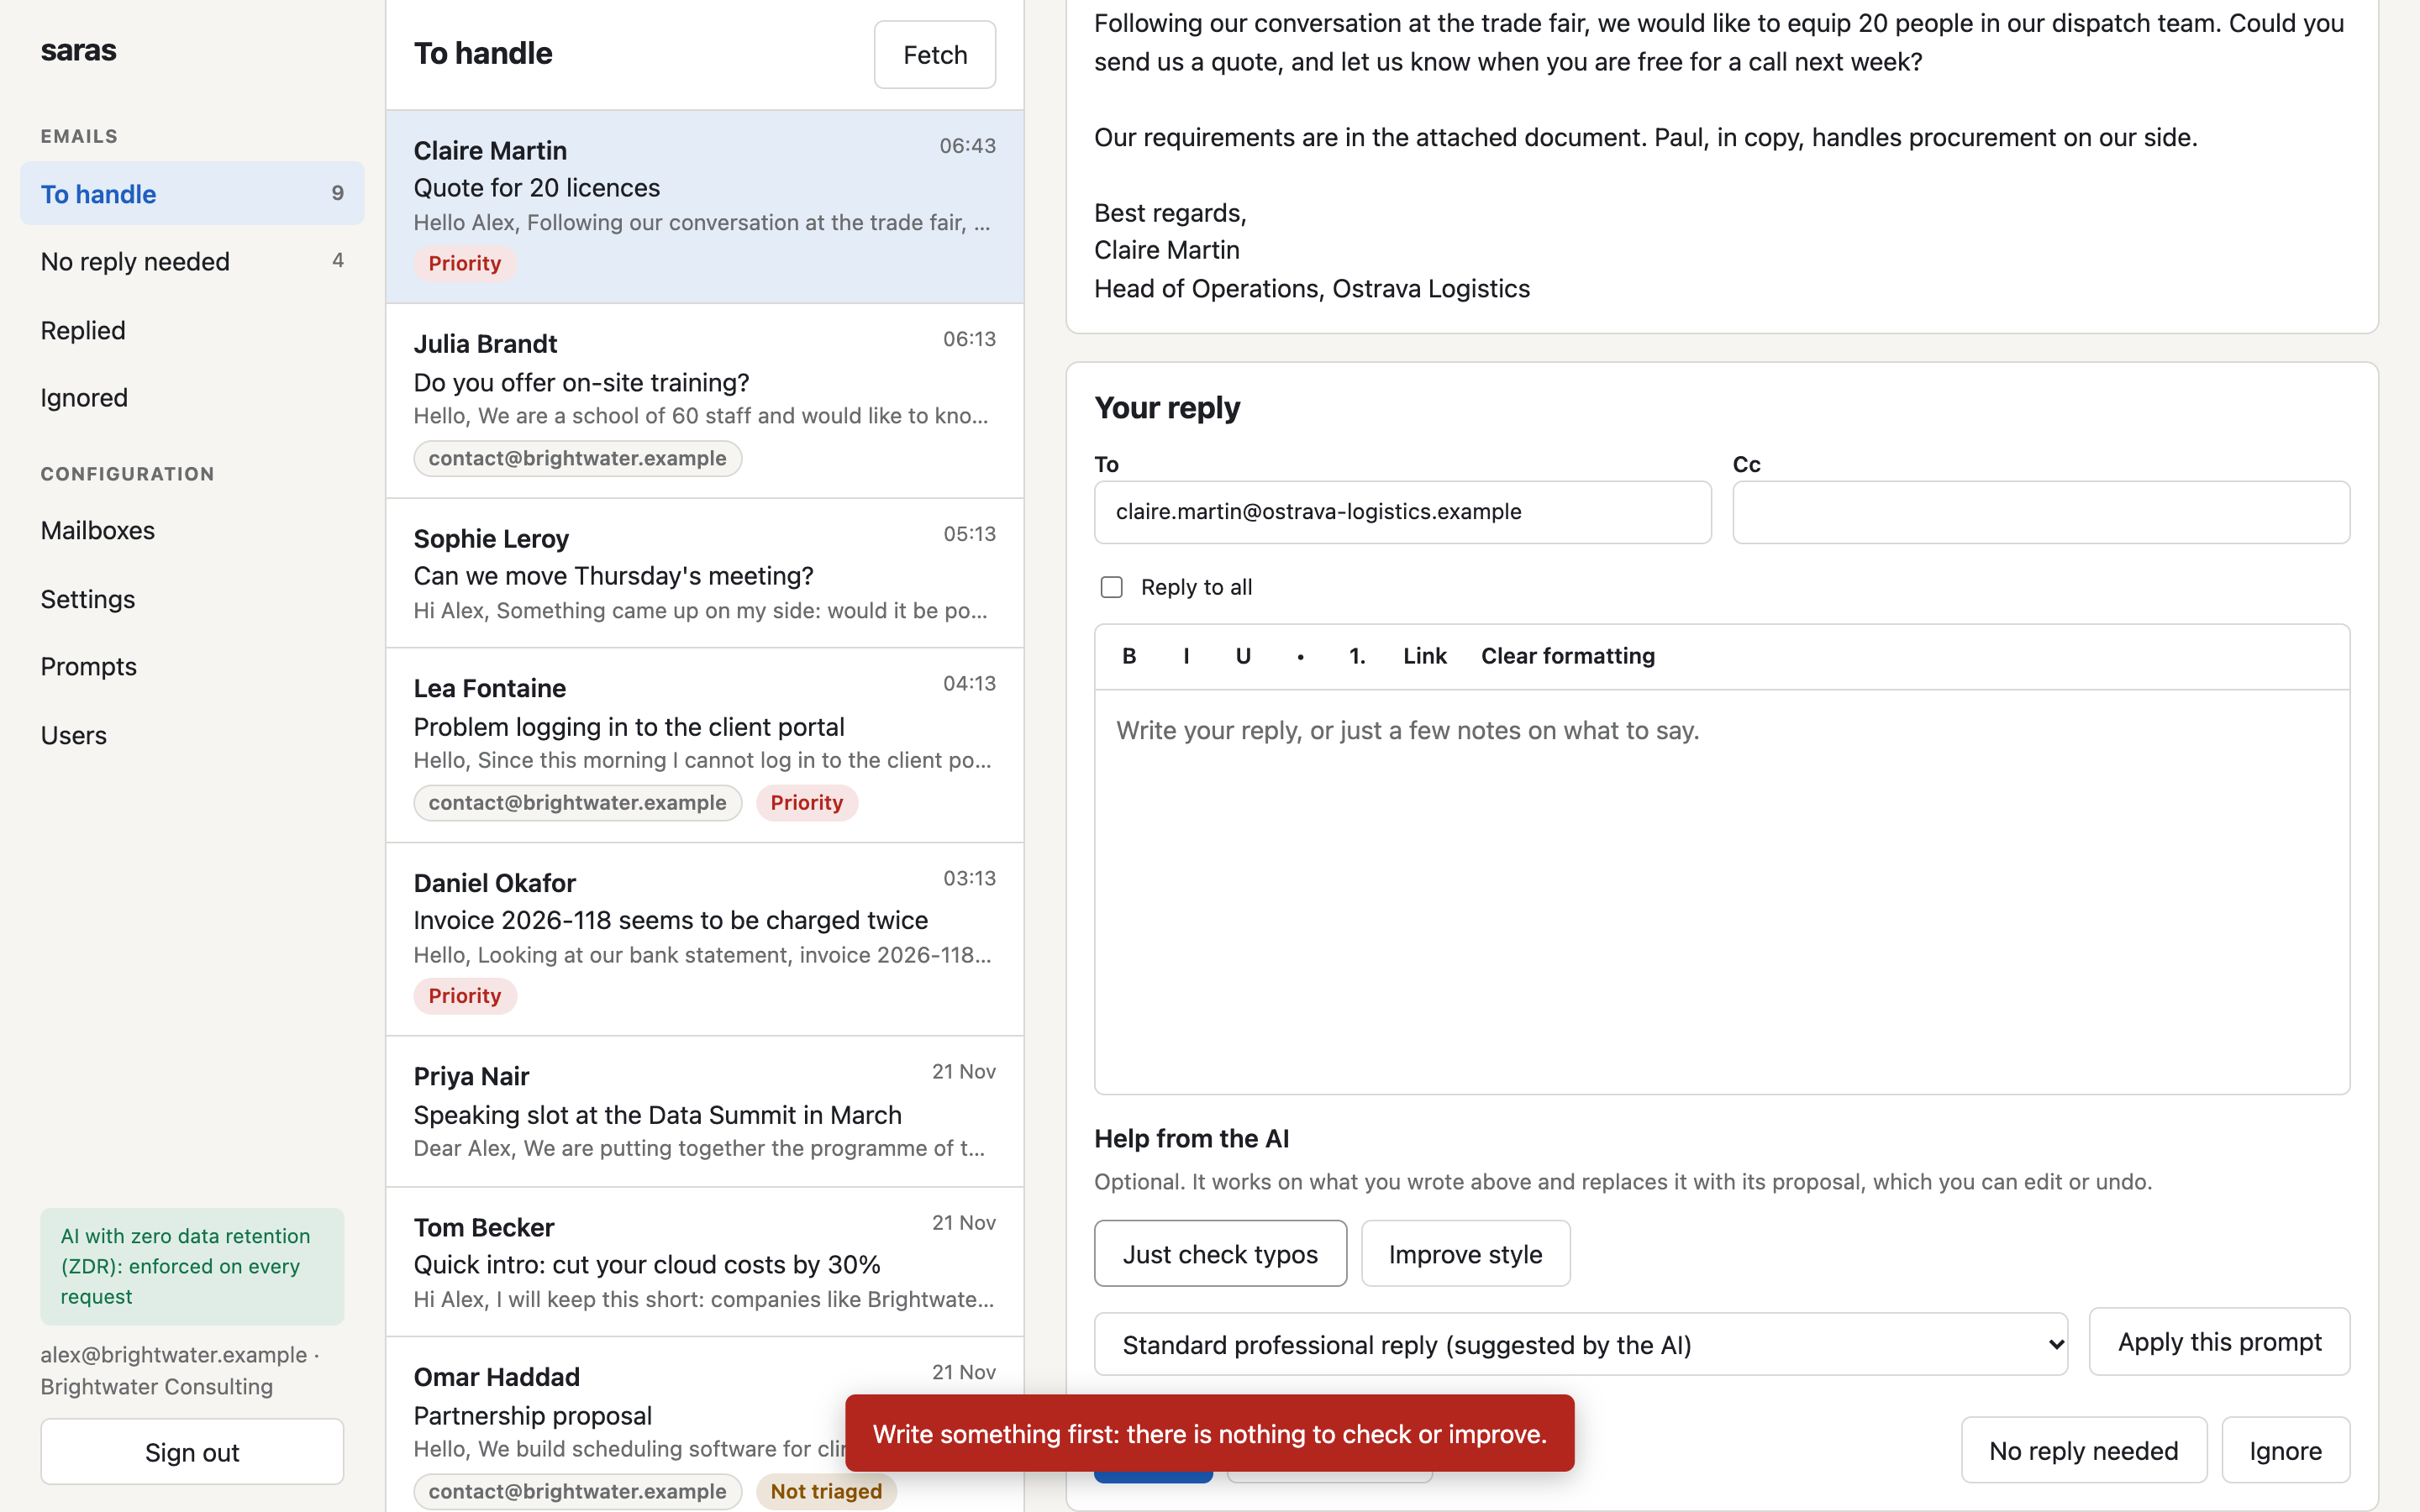 saras
EMAILS
To handle 9
No reply needed 4
Replied
Ignored
CONFIGURATION
Mailboxes
Settings
Prompts
Users
AI with zero data retention
(ZDR): enforced on every
request
alex@brightwater.example ·
Brightwater Consulting
Sign out
To handle
Fetch
Claire Martin 06:43
Quote for 20 licences
Hello Alex, Following our conversation at the trade fair, ...
Priority
Julia Brandt 06:13
Do you offer on-site training?
Hello, We are a school of 60 staff and would like to kno...
contact@brightwater.example
Sophie Leroy 05:13
Can we move Thursday's meeting?
Hi Alex, Something came up on my side: would it be po...
Lea Fontaine 04:13
Problem logging in to the client portal
Hello, Since this morning I cannot log in to the client po...
contact@brightwater.example Priority
Daniel Okafor 03:13
Invoice 2026-118 seems to be charged twice
Hello, Looking at our bank statement, invoice 2026-118...
Priority
Priya Nair 21 Nov
Speaking slot at the Data Summit in March
Dear Alex, We are putting together the programme of t...
Tom Becker 21 Nov
Quick intro: cut your cloud costs by 30%
Hi Alex, I will keep this short: companies like Brightwate...
Omar Haddad 21 Nov
Partnership proposal
Hello, We build scheduling software for
contact@brightwater.example Not triaged
Following our conversation at the trade fair, we would like to equip 20 people in our dispatch team. Could you
send us a quote, and let us know when you are free for a call next week?
Our requirements are in the attached document. Paul, in copy, handles procurement on our side.
Best regards,
Claire Martin
Head of Operations, Ostrava Logistics
Your reply
To Cc
claire.martin@ostrava-logistics.example
Reply to all
B I U • 1. Link Clear formatting
Write your reply, or just a few notes on what to say.
Help from the AI
Optional. It works on what you wrote above and replaces it with its proposal, which you can edit or undo.
Just check typos Improve style
Standard professional reply (suggested by the AI) Apply this prompt
Write something first: there is nothing to check or improve.
No reply needed Ignore